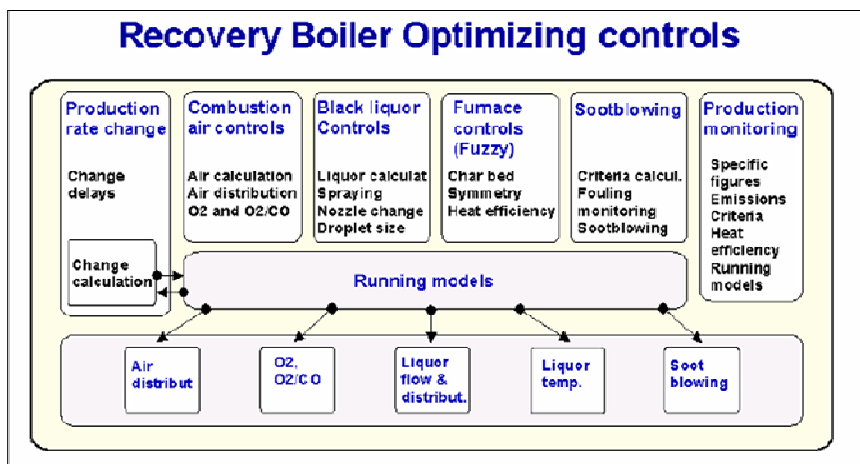 Recovery Boiler Optimizing controls
Production
rate change
Change
delays
Change
calculation
Combustion
air controls
Air calculation
Air distribution
O2 and O2/CO
Black liquor
Controls
Liquor calculat
Spraying
Nozzle change
Droplet size
Furnace
controls
(Fuzzy)
Char bed
Symmetry
Heat efficiency
Sootblowing
Criteria calcul.
Fouling
monitoring
Sootblowing
Production
monitoring
Specific
figures
Emissions
Criteria
Heat
efficiency
Running
models
Running models
Air
distribut
O2,
O2/CO
Liquor
flow &
distribut.
Liquor
temp.
Soot
blowing